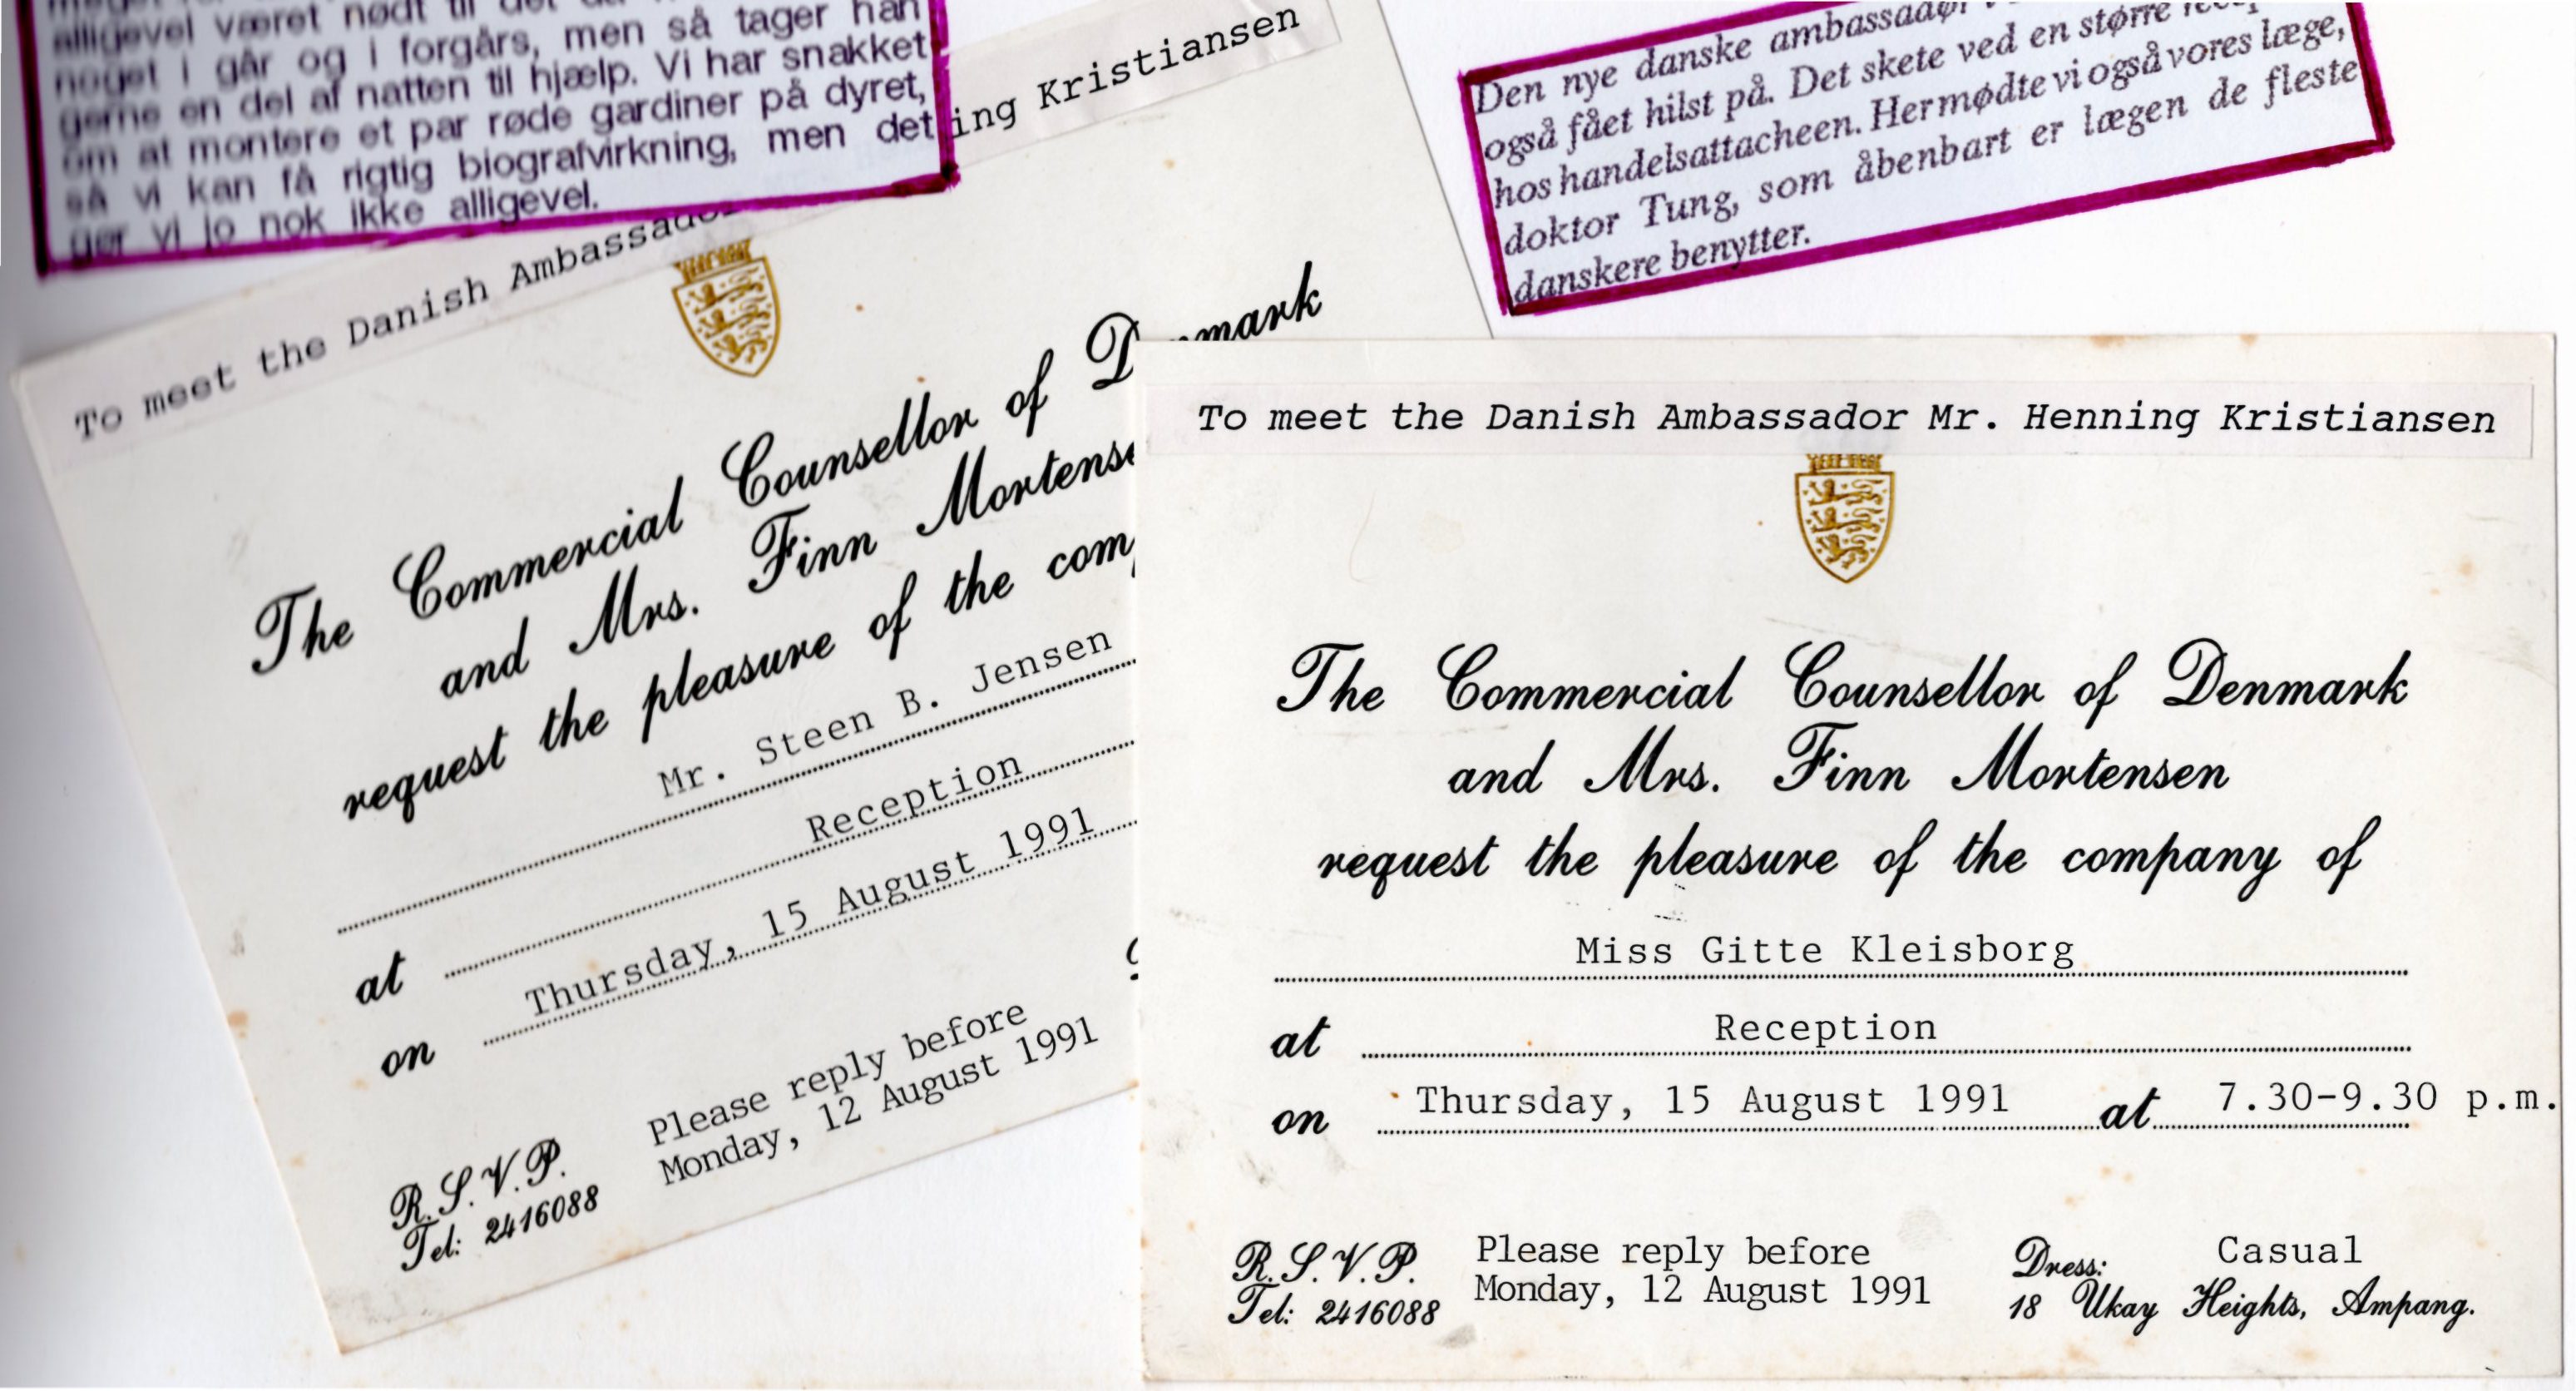 alligevel været nødt til
noget i går og i forgårs, men så tager han
gerne en del af natten til hjælp. Vi har snakket
om at montere et par røde gardiner på dyret,
så vi kan få rigtig biografvirkning, men det
gør vi jo nok ikke alligevel.
Den nye danske ambassadør
også fået hilst på. Det skete ved en større
hos handelsattacheen. Her mødte vi også vores læge,
doktor Tung, som åbenbart er lægen de fleste
danskere benytter.
To meet the Danish Ambassador
ing Kristiansen
The Commercial Counsellor of D mark
and Mrs. Finn Mortens
request the pleasure of the com
Mr. Steen B. Jensen
at Reception
on Thursday, 15 August 1991
R.S.V.P. Please reply before
Tel: 2416088 Monday, 12 August 1991
To meet the Danish Ambassador Mr. Henning Kristiansen
The Commercial Counsellor of Denmark
and Mrs. Finn Mortensen
request the pleasure of the company of
Miss Gitte Kleisborg
at Reception
on Thursday, 15 August 1991 at 7.30-9.30 p.m.
R.S.V.P. Please reply before Dress: Casual
Tel: 2416088 Monday, 12 August 1991 18 Ukay Heights, Ampang.